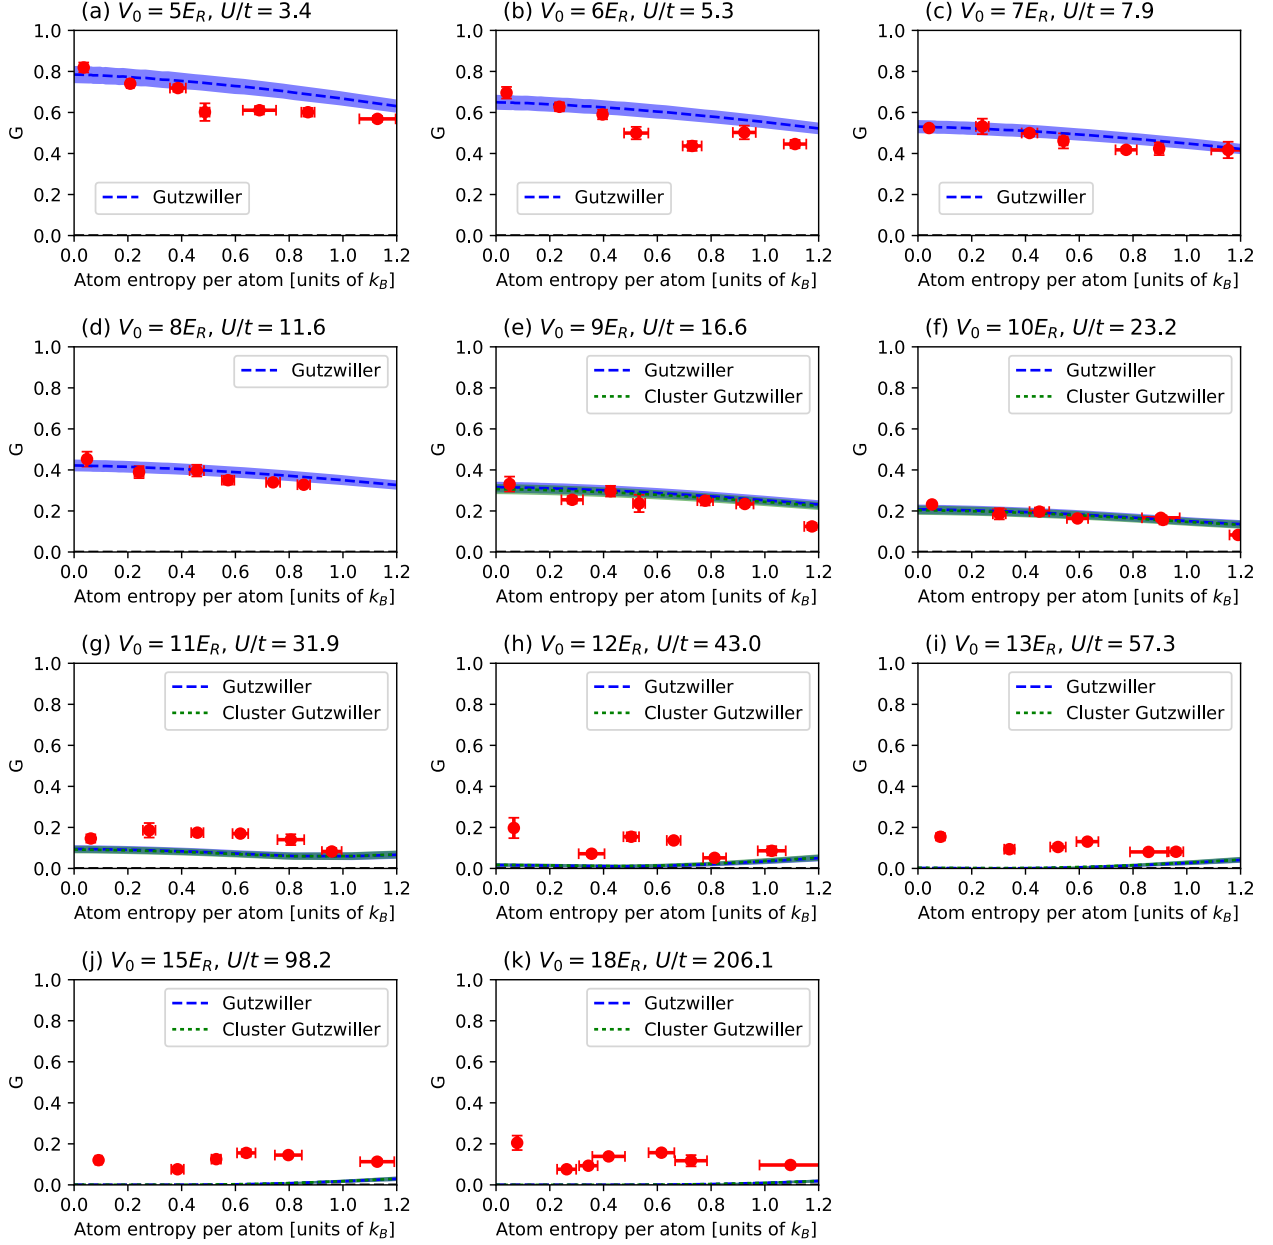 (a) V₀ = 5E_R, U/t = 3.4
1.0
0.8
0.6
0.4
0.2
0.0
G
Gutzwiller
0.0 0.2 0.4 0.6 0.8 1.0 1.2
Atom entropy per atom [units of k_B]
(b) V₀ = 6E_R, U/t = 5.3
1.0
0.8
0.6
0.4
0.2
0.0
G
Gutzwiller
0.0 0.2 0.4 0.6 0.8 1.0 1.2
Atom entropy per atom [units of k_B]
(c) V₀ = 7E_R, U/t = 7.9
1.0
0.8
0.6
0.4
0.2
0.0
G
Gutzwiller
0.0 0.2 0.4 0.6 0.8 1.0 1.2
Atom entropy per atom [units of k_B]
(d) V₀ = 8E_R, U/t = 11.6
1.0
0.8
0.6
0.4
0.2
0.0
G
Gutzwiller
0.0 0.2 0.4 0.6 0.8 1.0 1.2
Atom entropy per atom [units of k_B]
(e) V₀ = 9E_R, U/t = 16.6
1.0
0.8
0.6
0.4
0.2
0.0
G
Gutzwiller
Cluster Gutzwiller
0.0 0.2 0.4 0.6 0.8 1.0 1.2
Atom entropy per atom [units of k_B]
(f) V₀ = 10E_R, U/t = 23.2
1.0
0.8
0.6
0.4
0.2
0.0
G
Gutzwiller
Cluster Gutzwiller
0.0 0.2 0.4 0.6 0.8 1.0 1.2
Atom entropy per atom [units of k_B]
(g) V₀ = 11E_R, U/t = 31.9
1.0
0.8
0.6
0.4
0.2
0.0
G
Gutzwiller
Cluster Gutzwiller
0.0 0.2 0.4 0.6 0.8 1.0 1.2
Atom entropy per atom [units of k_B]
(h) V₀ = 12E_R, U/t = 43.0
1.0
0.8
0.6
0.4
0.2
0.0
G
Gutzwiller
Cluster Gutzwiller
0.0 0.2 0.4 0.6 0.8 1.0 1.2
Atom entropy per atom [units of k_B]
(i) V₀ = 13E_R, U/t = 57.3
1.0
0.8
0.6
0.4
0.2
0.0
G
Gutzwiller
Cluster Gutzwiller
0.0 0.2 0.4 0.6 0.8 1.0 1.2
Atom entropy per atom [units of k_B]
(j) V₀ = 15E_R, U/t = 98.2
1.0
0.8
0.6
0.4
0.2
0.0
G
Gutzwiller
Cluster Gutzwiller
0.0 0.2 0.4 0.6 0.8 1.0 1.2
Atom entropy per atom [units of k_B]
(k) V₀ = 18E_R, U/t = 206.1
1.0
0.8
0.6
0.4
0.2
0.0
G
Gutzwiller
Cluster Gutzwiller
0.0 0.2 0.4 0.6 0.8 1.0 1.2
Atom entropy per atom [units of k_B]